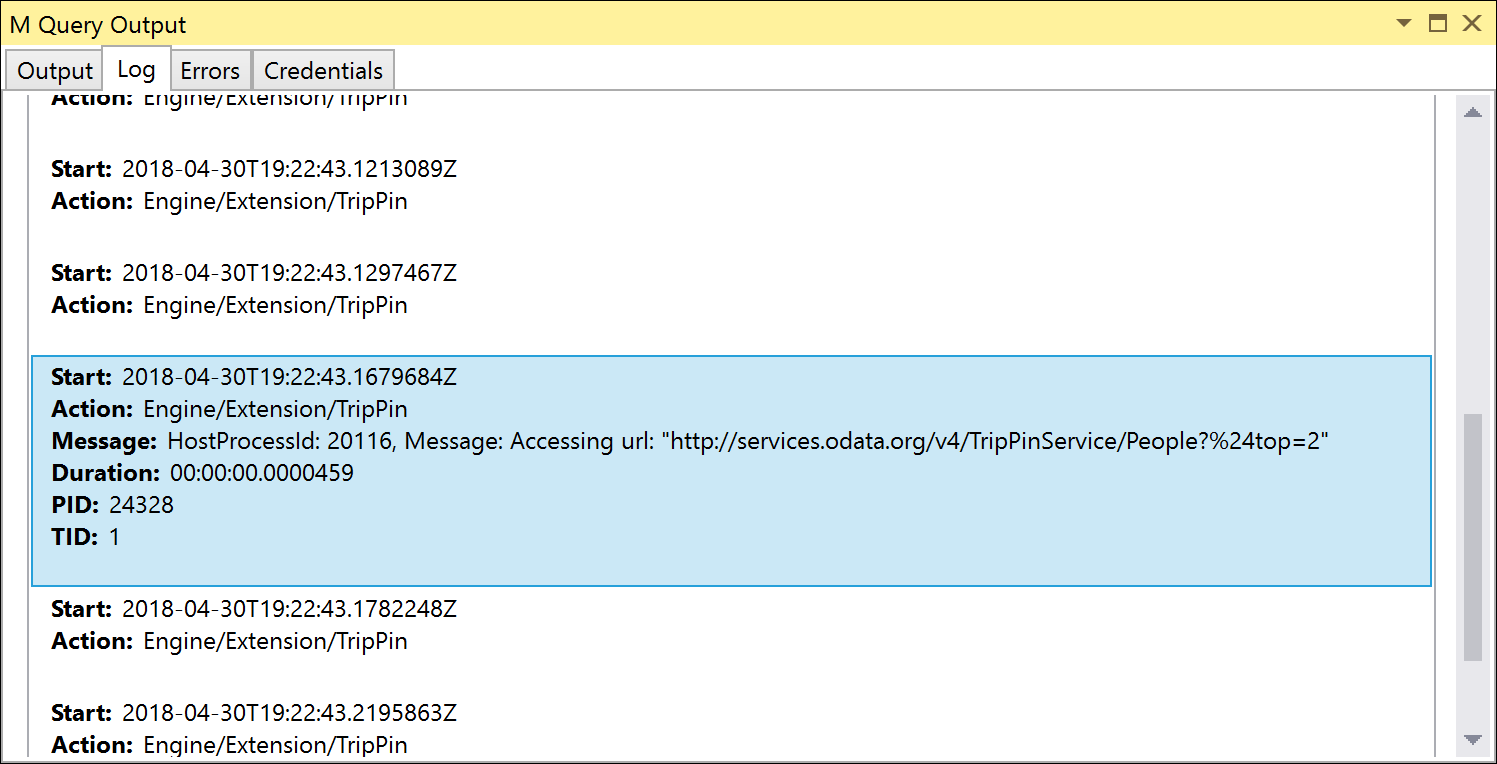 M Query Output
Output Log Errors Credentials
Action: Engine/Extension/TripPin
Start: 2018-04-30T19:22:43.1213089Z
Action: Engine/Extension/TripPin
Start: 2018-04-30T19:22:43.1297467Z
Action: Engine/Extension/TripPin
Start: 2018-04-30T19:22:43.1679684Z
Action: Engine/Extension/TripPin
Message: HostProcessId: 20116, Message: Accessing url: "http://services.odata.org/v4/TripPinService/People?%24top=2"
Duration: 00:00:00.0000459
PID: 24328
TID: 1
Start: 2018-04-30T19:22:43.1782248Z
Action: Engine/Extension/TripPin
Start: 2018-04-30T19:22:43.2195863Z
Action: Engine/Extension/TripPin